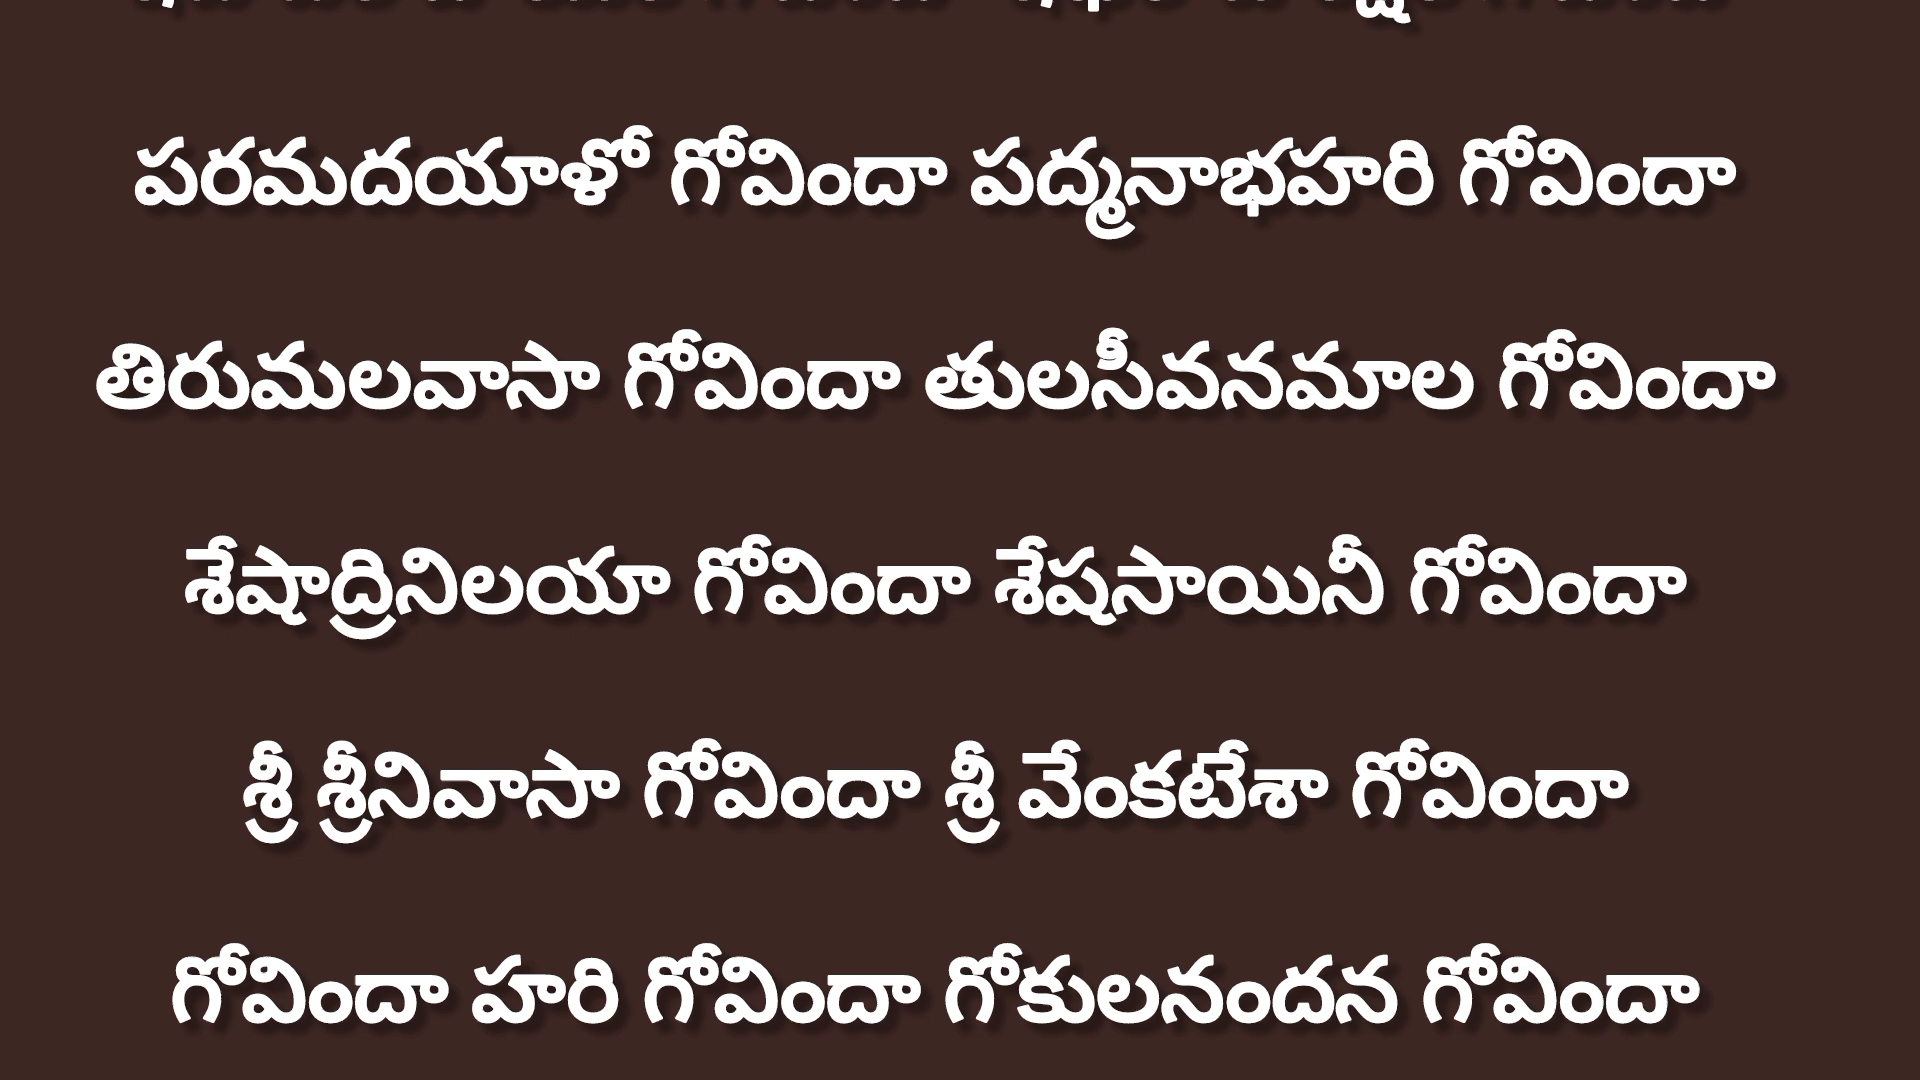 పరమదయాళో గోవిందా పద్మనాభహరి గోవిందా
తిరుమలవాసా గోవిందా తులసీవనమాల గోవిందా
శేషాద్రినిలయా గోవిందా శేషసాయినీ గోవిందా
శ్రీ శ్రీనివాసా గోవిందా శ్రీ వేంకటేశా గోవిందా
గోవిందా హరి గోవిందా గోకులనందన గోవిందా